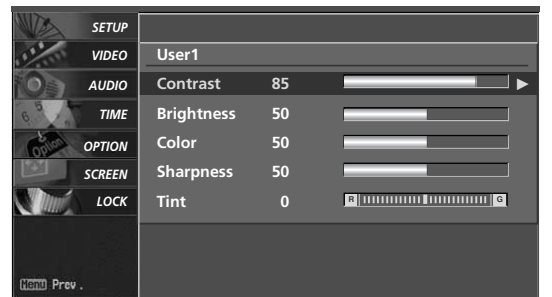 SETUP
VIDEO
AUDIO
TIME
OPTION
SCREEN
LOCK
Menu Prev.
User1
Contrast 85
Brightness 50
Color 50
Sharpness 50
Tint 0 R G
Option